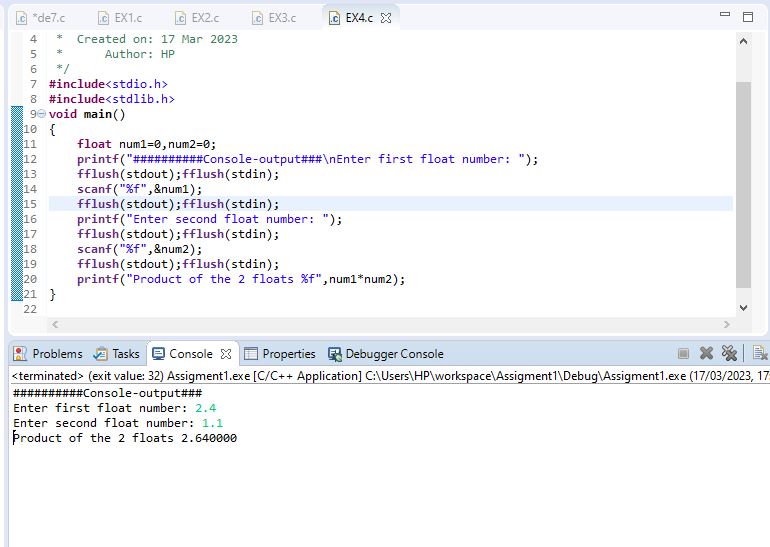 *de7.c EX1.c EX2.c EX3.c EX4.c
4 *  Created on: 17 Mar 2023
5 *      Author: HP
6 */
7 #include<stdio.h>
8 #include<stdlib.h>
9 void main()
10 {
11     float num1=0,num2=0;
12     printf("##########Console-output###\nEnter first float number: ");
13     fflush(stdout);fflush(stdin);
14     scanf("%f",&num1);
15     fflush(stdout);fflush(stdin);
16     printf("Enter second float number: ");
17     fflush(stdout);fflush(stdin);
18     scanf("%f",&num2);
19     fflush(stdout);fflush(stdin);
20     printf("Product of the 2 floats %f",num1*num2);
21 }
22
Problems Tasks Console Properties Debugger Console
<terminated> (exit value: 32) Assigment1.exe [C/C++ Application] C:\Users\HP\workspace\Assigment1\Debug\Assigment1.exe (17/03/2023, 17:
##########Console-output###
Enter first float number: 2.4
Enter second float number: 1.1
Product of the 2 floats 2.640000